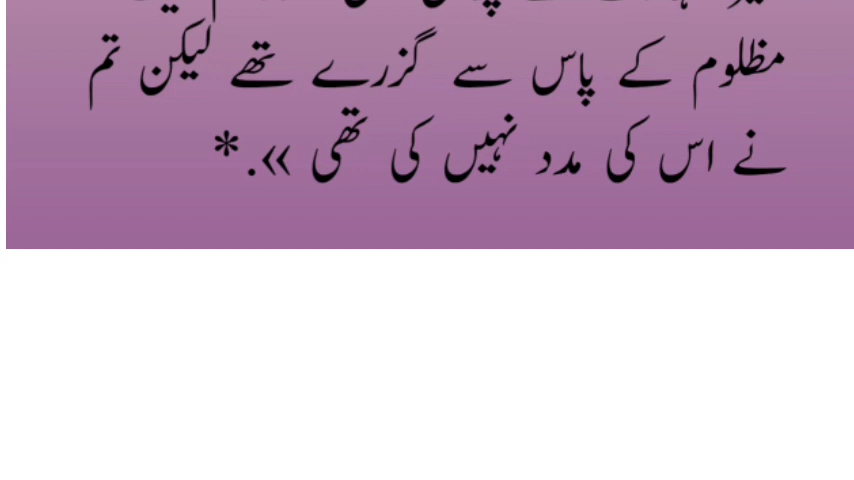 مظلوم کے پاس سے گزرے تھے لیکن تم
نے اس کی مدد نہیں کی تھی ».*